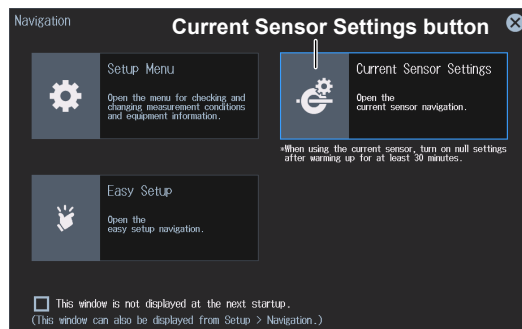 Navigation
Current Sensor Settings button
Setup Menu
Open the menu for checking and
changing measurement conditions
and equipment information.
Current Sensor Settings
Open the
current sensor navigation.
*When using the current sensor, turn on null settings
after warming up for at least 30 minutes.
Easy Setup
Open the
easy setup navigation.
This window is not displayed at the next startup.
(This window can also be displayed from Setup > Navigation.)